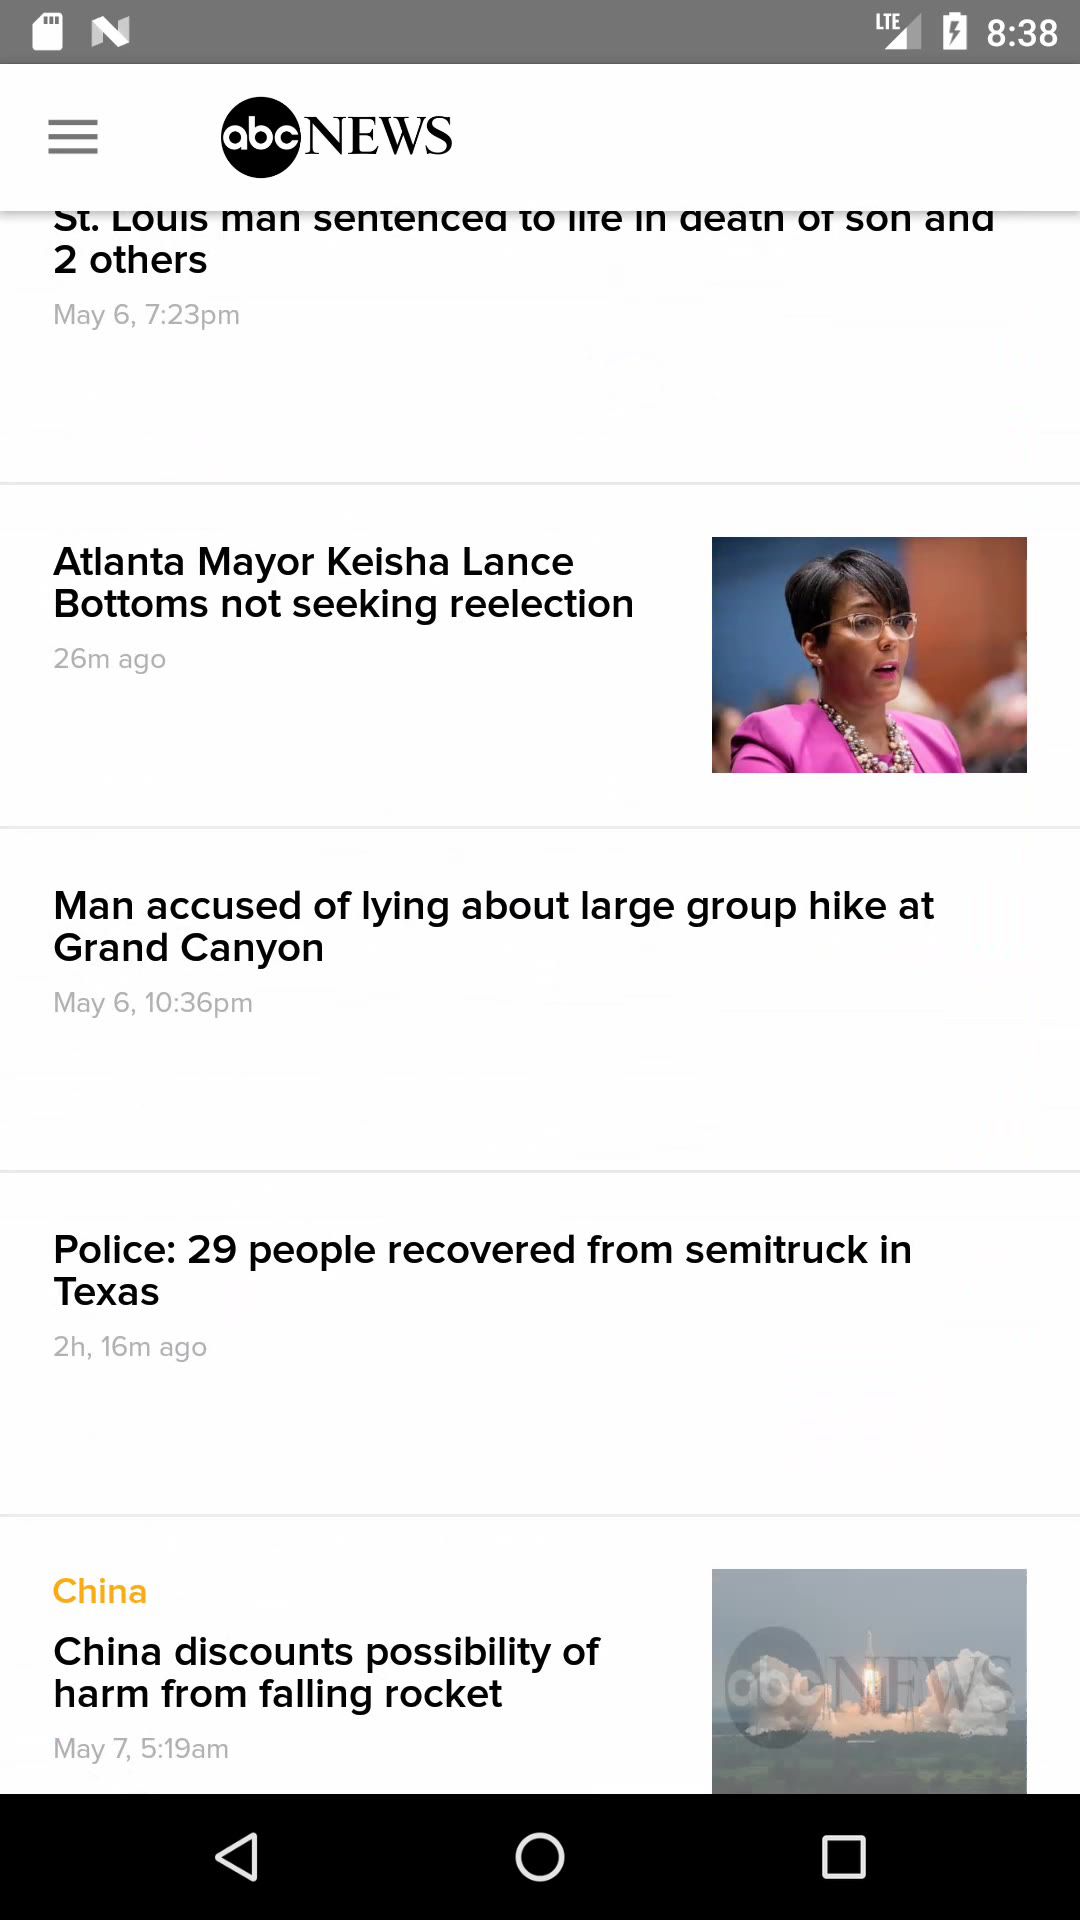 LTE 8:38
abc NEWS
St. Louis man sentenced to life in death of son and
2 others
May 6, 7:23pm
Atlanta Mayor Keisha Lance
Bottoms not seeking reelection
26m ago
Man accused of lying about large group hike at
Grand Canyon
May 6, 10:36pm
Police: 29 people recovered from semitruck in
Texas
2h, 16m ago
China
China discounts possibility of
harm from falling rocket
May 7, 5:19am
abc NEWS